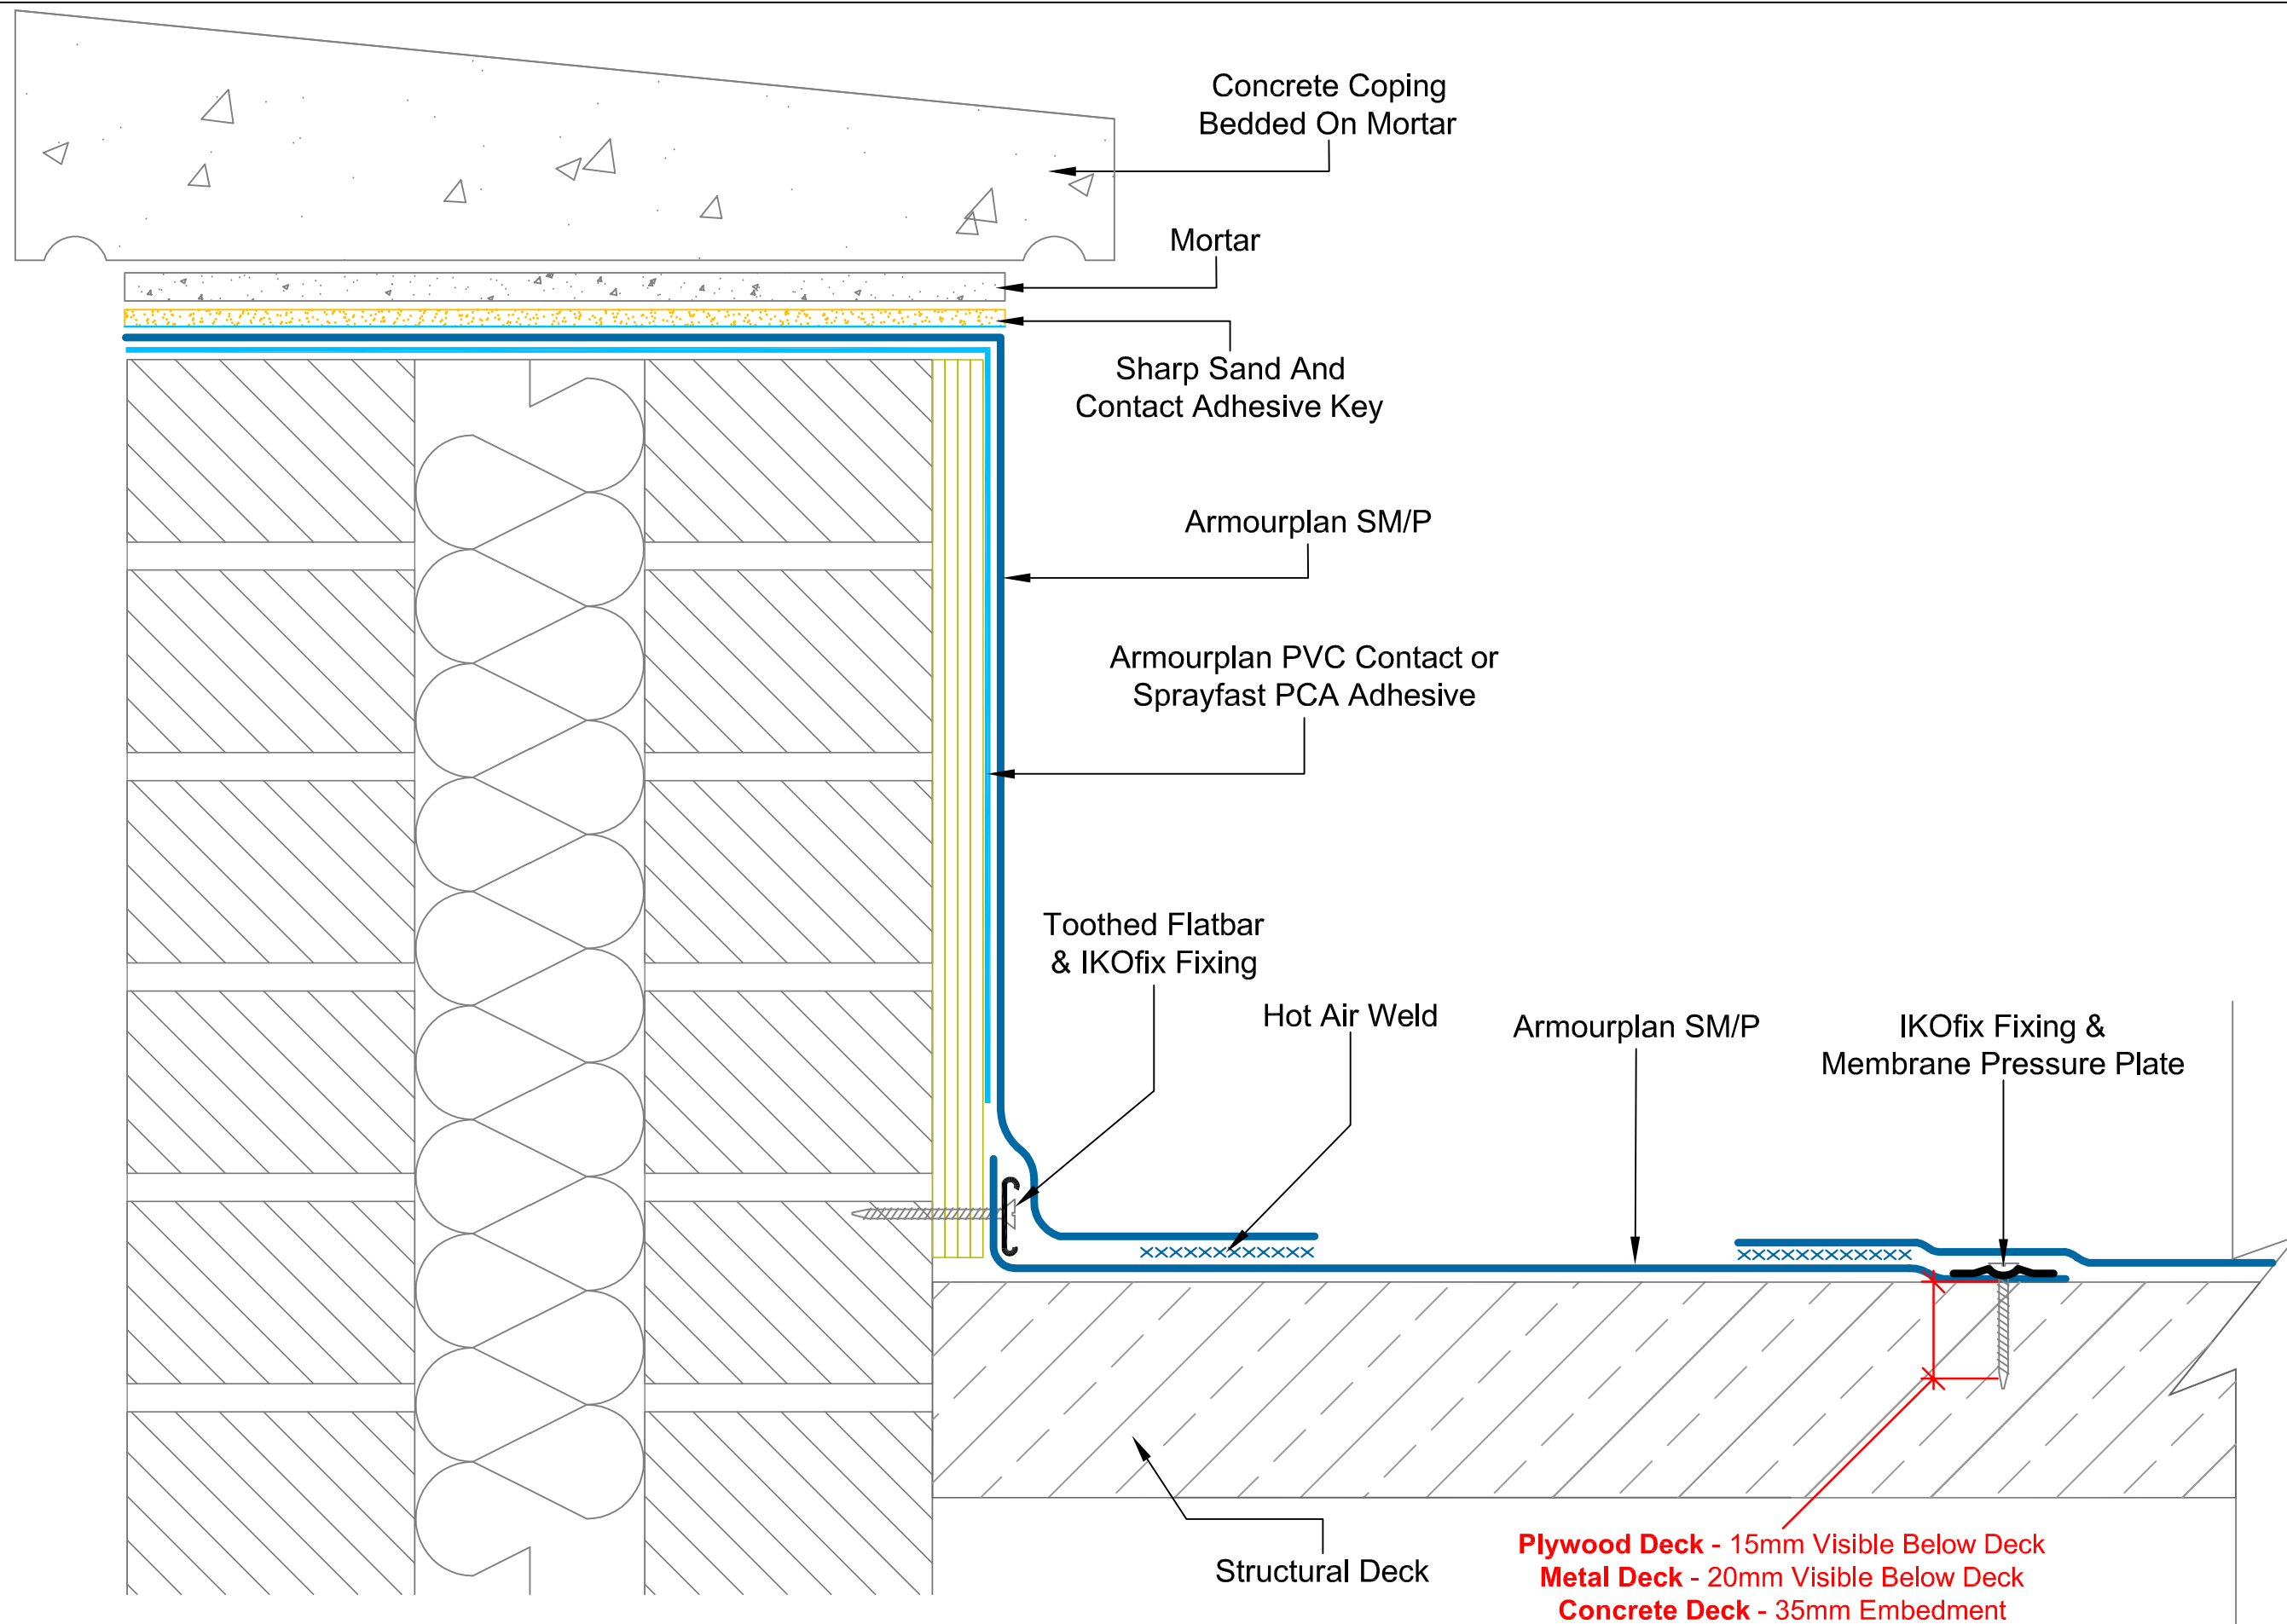 Concrete Coping
Bedded On Mortar
Mortar
Sharp Sand And
Contact Adhesive Key
Armourplan SM/P
Armourplan PVC Contact or
Sprayfast PCA Adhesive
Toothed Flatbar
& IKOfix Fixing
Hot Air Weld
Armourplan SM/P
IKOfix Fixing &
Membrane Pressure Plate
Structural Deck
Plywood Deck - 15mm Visible Below Deck
Metal Deck - 20mm Visible Below Deck
Concrete Deck - 35mm Embedment